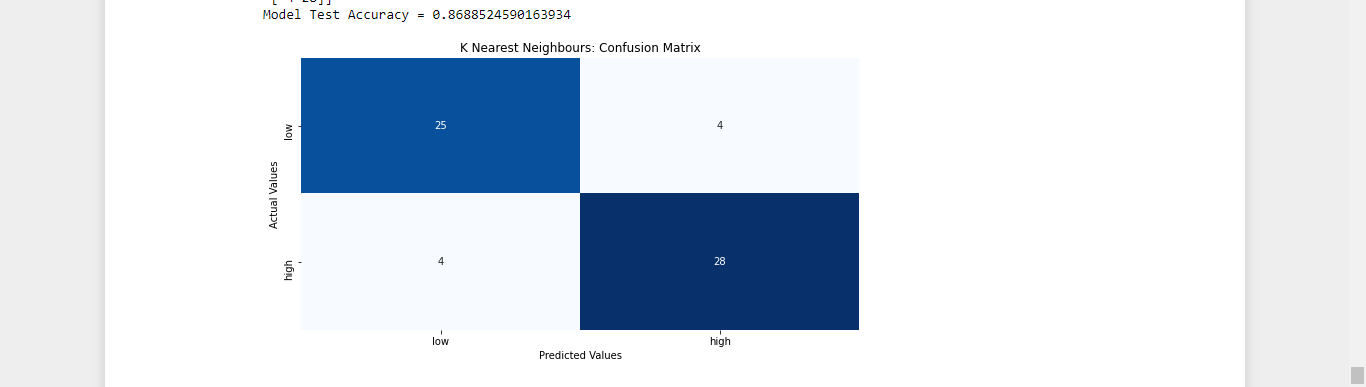 Model Test Accuracy = 0.8688524590163934
K Nearest Neighbours: Confusion Matrix
25
4
low
Actual Values
4
28
high
low
high
Predicted Values